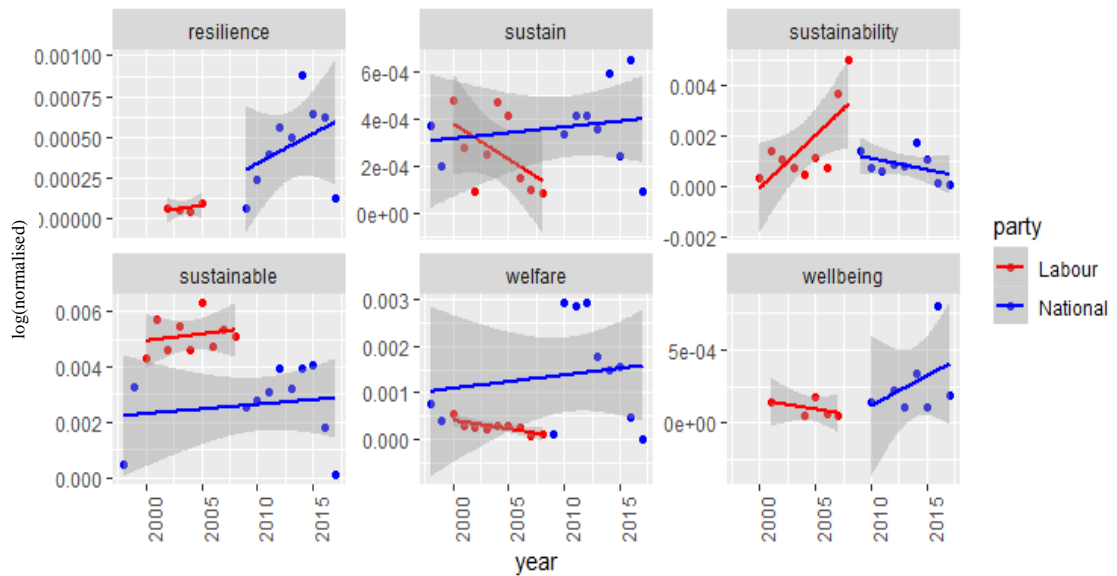 resilience
sustain
sustainability
0.00100
0.00075
0.00050
0.00025
0.00000
6e-04
4e-04
2e-04
0e+00
0.004
0.002
0.000
-0.002
log(normalised)
sustainable
welfare
wellbeing
0.006
0.004
0.002
0.000
0.003
0.002
0.001
0.000
5e-04
0e+00
2000
2005
2010
2015
2000
2005
2010
2015
2000
2005
2010
2015
year
party
Labour
National